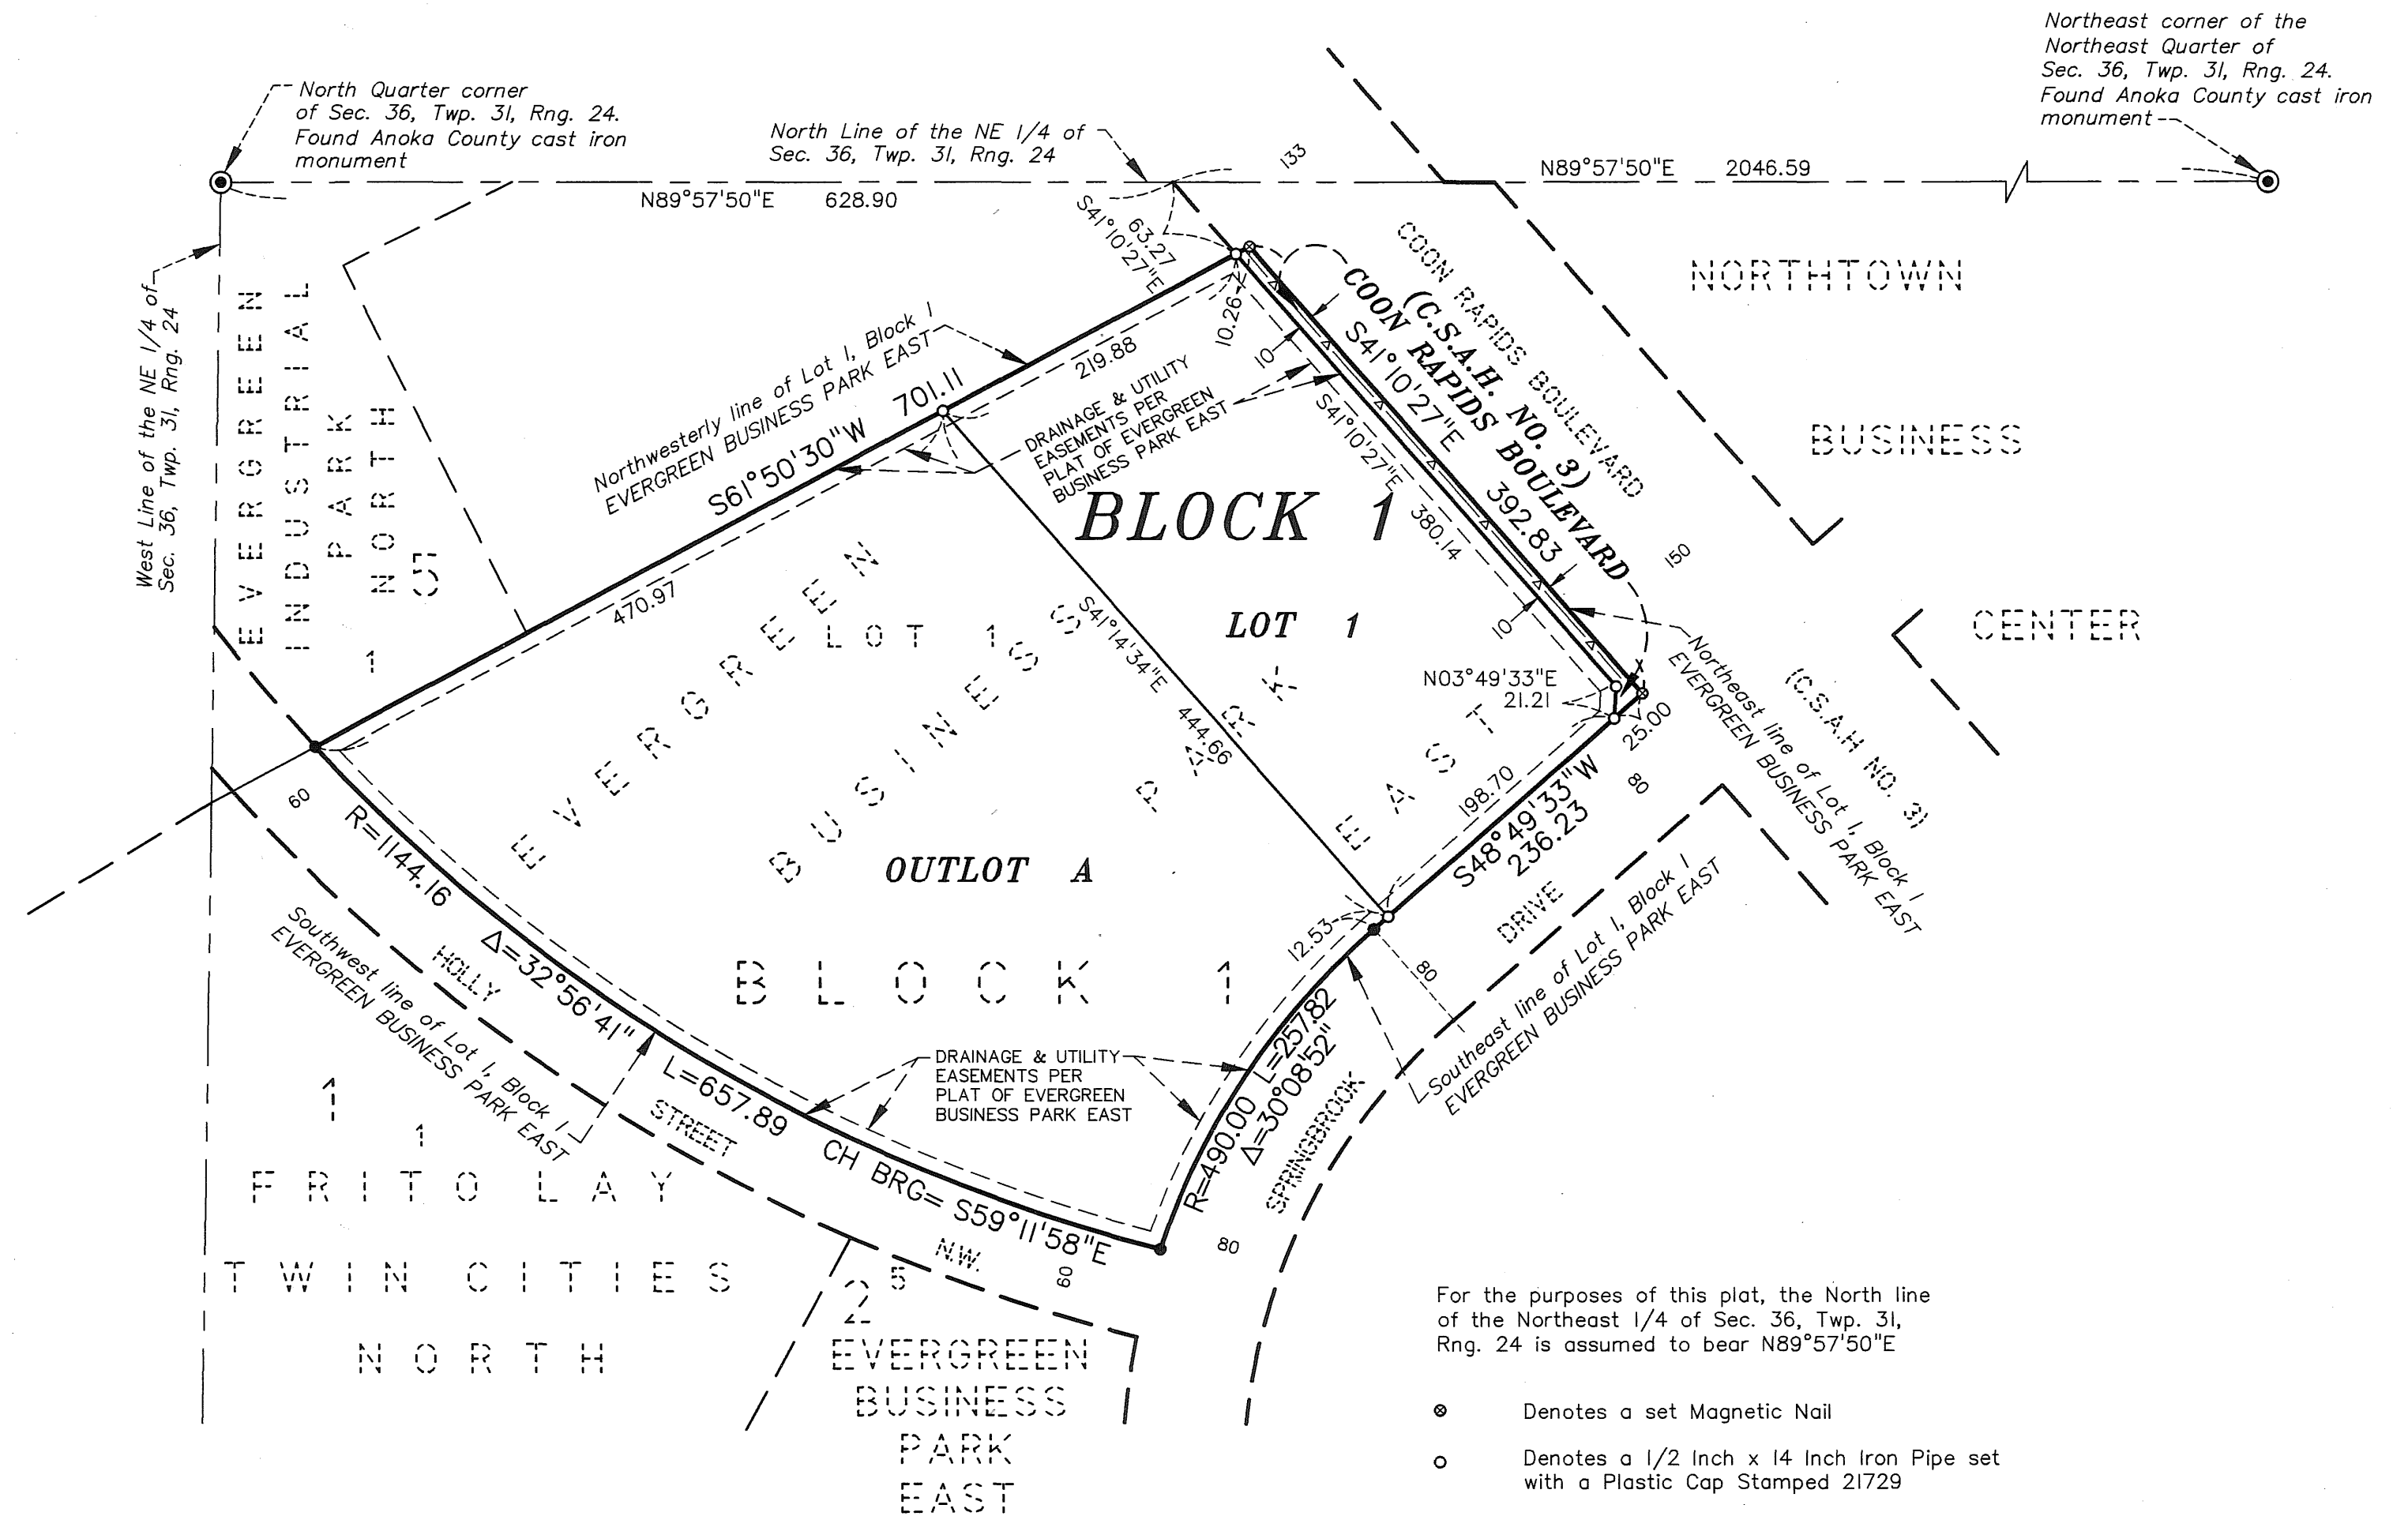 Northeast corner of the
Northeast Quarter of
Sec. 36, Twp. 31, Rng. 24.
Found Anoka County cast iron
monument
North Quarter corner
of Sec. 36, Twp. 31, Rng. 24.
Found Anoka County cast iron
monument
North Line of the NE 1/4 of
Sec. 36, Twp. 31, Rng. 24
133
N89°57'50"E 2046.59
N89°57'50"E 628.90
63.27
S41°10'27"E
West Line of the NE 1/4 of
Sec. 36, Twp. 31, Rng. 24
EVERGREEN
INDUSTRIAL
PARK
NORTH
5
1
Northwesterly line of Lot 1, Block 1
EVERGREEN BUSINESS PARK EAST
S61°50'30"W 701.11
219.88
470.97
10.26
10
DRAINAGE & UTILITY
EASEMENTS PER
PLAT OF EVERGREEN
BUSINESS PARK EAST
COON RAPIDS BOULEVARD
(C.S.A.H. NO. 3)
COON RAPIDS BOULEVARD
S41°10'27"E 392.83
S41°10'27"E 380.14
10
150
NORTHTOWN
BUSINESS
CENTER
(C.S.A.H NO. 3)
BLOCK 1
LOT 1
LOT 1
EVERGREEN
BUSINESS
PARK
EAST
S41°14'34"E 444.66
N03°49'33"E
21.21
25.00
80
Northeast line of Lot 1, Block 1
EVERGREEN BUSINESS PARK EAST
198.70
S48°49'33"W
236.23
OUTLOT A
12.53
80
DRIVE
Southeast line of Lot 1, Block 1
EVERGREEN BUSINESS PARK EAST
60
R=1144.16
Δ=32°56'41"
L=657.89
CH BRG= S59°11'58"E
Southwest line of Lot 1, Block 1
EVERGREEN BUSINESS PARK EAST
HOLLY
STREET
N.W.
60
BLOCK 1
DRAINAGE & UTILITY
EASEMENTS PER
PLAT OF EVERGREEN
BUSINESS PARK EAST
R=490.00 L=257.82
Δ=30°08'52"
SPRINGBROOK
80
1
1
FRITO LAY
TWIN CITIES
NORTH
5
2
EVERGREEN
BUSINESS
PARK
EAST
For the purposes of this plat, the North line
of the Northeast 1/4 of Sec. 36, Twp. 31,
Rng. 24 is assumed to bear N89°57'50"E
Denotes a set Magnetic Nail
Denotes a 1/2 Inch x 14 Inch Iron Pipe set
with a Plastic Cap Stamped 21729